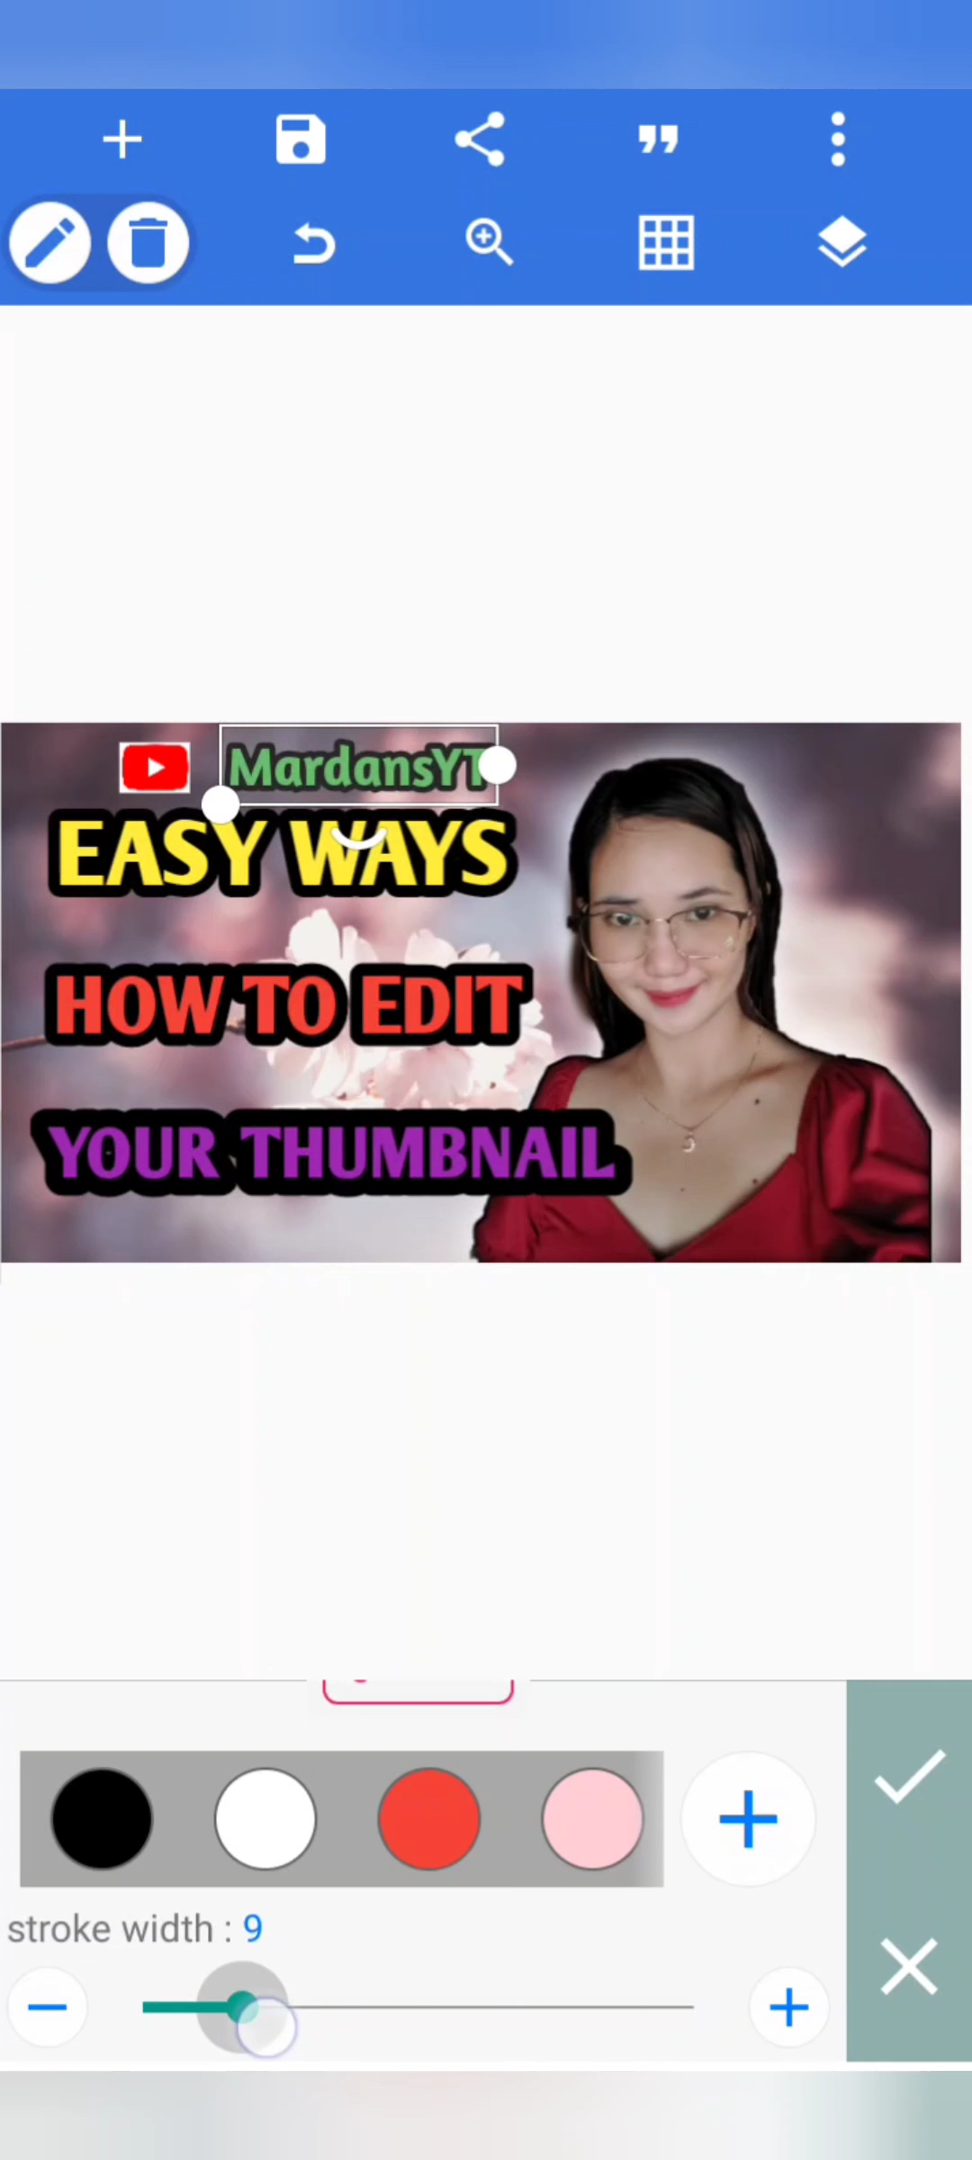 MardansYT
EASY WAYS
HOW TO EDIT
YOUR THUMBNAIL
stroke width : 9